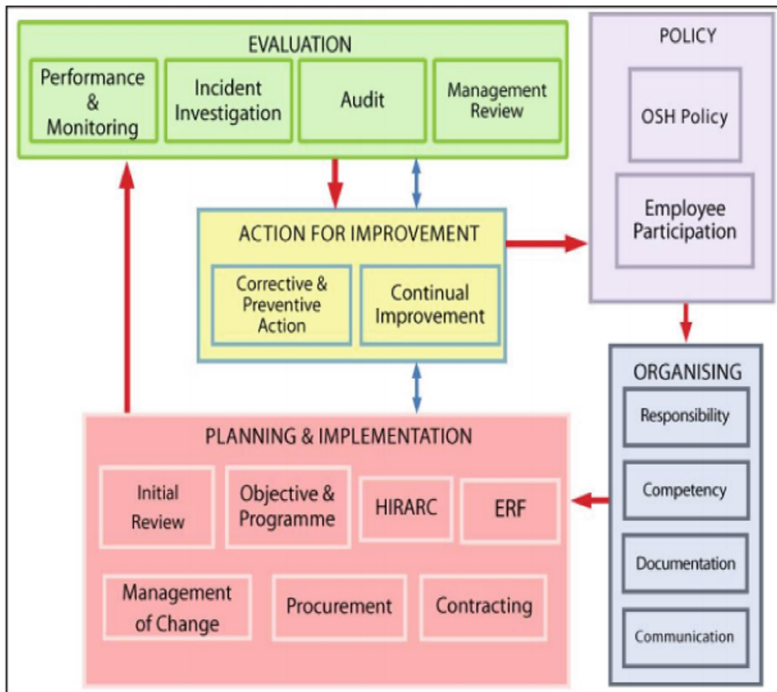 EVALUATION
Performance
&
Monitoring
Incident
Investigation
Audit
Management
Review
POLICY
OSH Policy
Employee
Participation
ACTION FOR IMPROVEMENT
Corrective &
Preventive
Action
Continual
Improvement
ORGANISING
Responsibility
Competency
Documentation
Communication
PLANNING & IMPLEMENTATION
Initial
Review
Objective &
Programme
HIRARC
ERF
Management
of Change
Procurement
Contracting